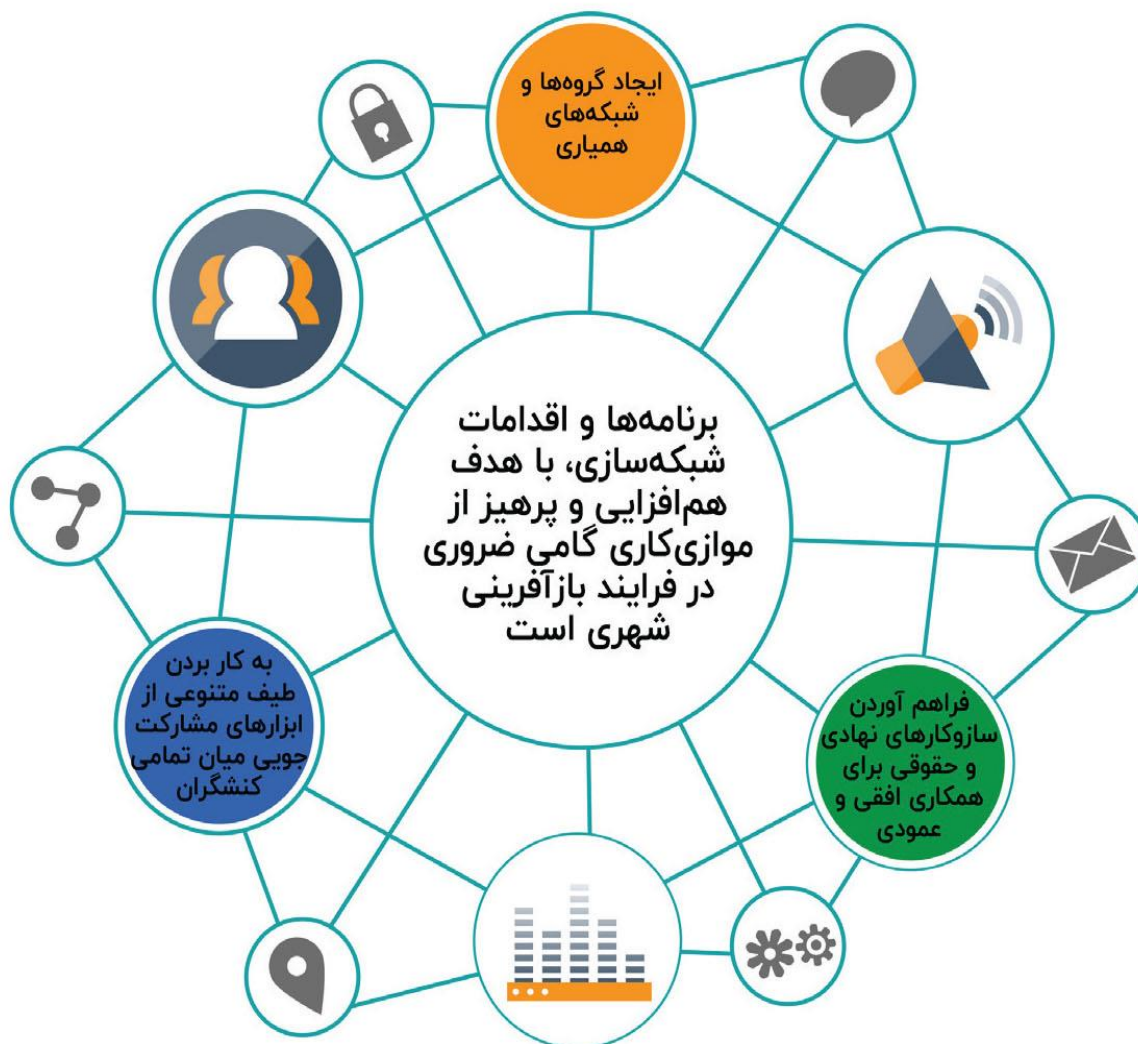 ایجاد گروه‌ها و
شبکه‌های
همیاری
برنامه‌ها و اقدامات
شبکه‌سازی، با هدف
هم‌افزایی و پرهیز از
موازی‌کاری گامی ضروری
در فرایند بازآفرینی
شهری است
فراهم آوردن
سازوکارهای نهادی
و حقوقی برای
همکاری افقی و
عمودی
به کار بردن
طیف متنوعی از
ابزارهای مشارکت
جویی میان تمامی
کنشگران